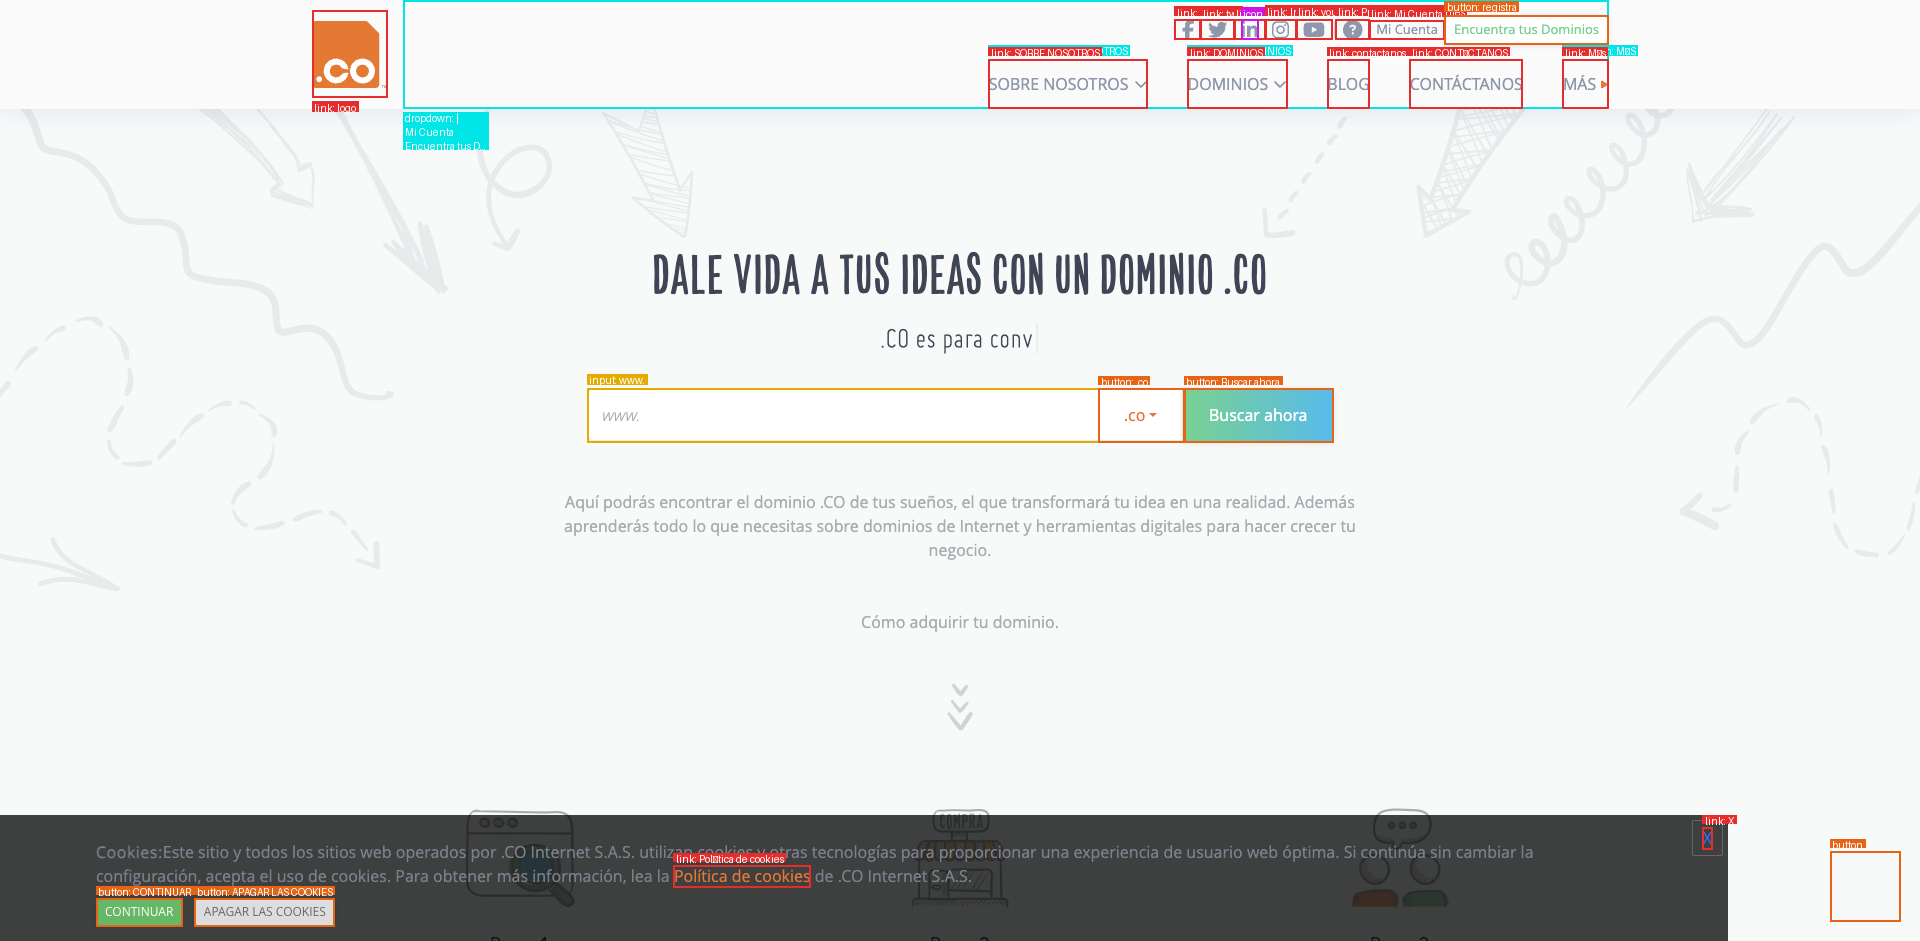 link: logo
.co
dropdown:
Mi Cuenta
Encuentra tus D...
link: Mi Cuenta
button: registra
Mi Cuenta
Encuentra tus Dominios
link: SOBRE NOSOTROS
link: DOMINIOS
link: contactanos
link: CONTÁCTANOS
link: Más
SOBRE NOSOTROS
DOMINIOS
BLOG
CONTÁCTANOS
MÁS
DALE VIDA A TUS IDEAS CON UN DOMINIO .CO
.CO es para conv
input: www.
button: .co
button: Buscar ahora
www.
.co
Buscar ahora
Aquí podrás encontrar el dominio .CO de tus sueños, el que transformará tu idea en una realidad. Además
aprenderás todo lo que necesitas sobre dominios de Internet y herramientas digitales para hacer crecer tu
negocio.
Cómo adquirir tu dominio.
COMPRA
link: X
X
Cookies:Este sitio y todos los sitios web operados por .CO Internet S.A.S. utilizan cookies y otras tecnologías para proporcionar una experiencia de usuario web óptima. Si continúa sin cambiar la
link: Política de cookies
configuración, acepta el uso de cookies. Para obtener más información, lea la Política de cookies de .CO Internet S.A.S.
button: CONTINUAR
button: APAGAR LAS COOKIES
CONTINUAR
APAGAR LAS COOKIES
button: